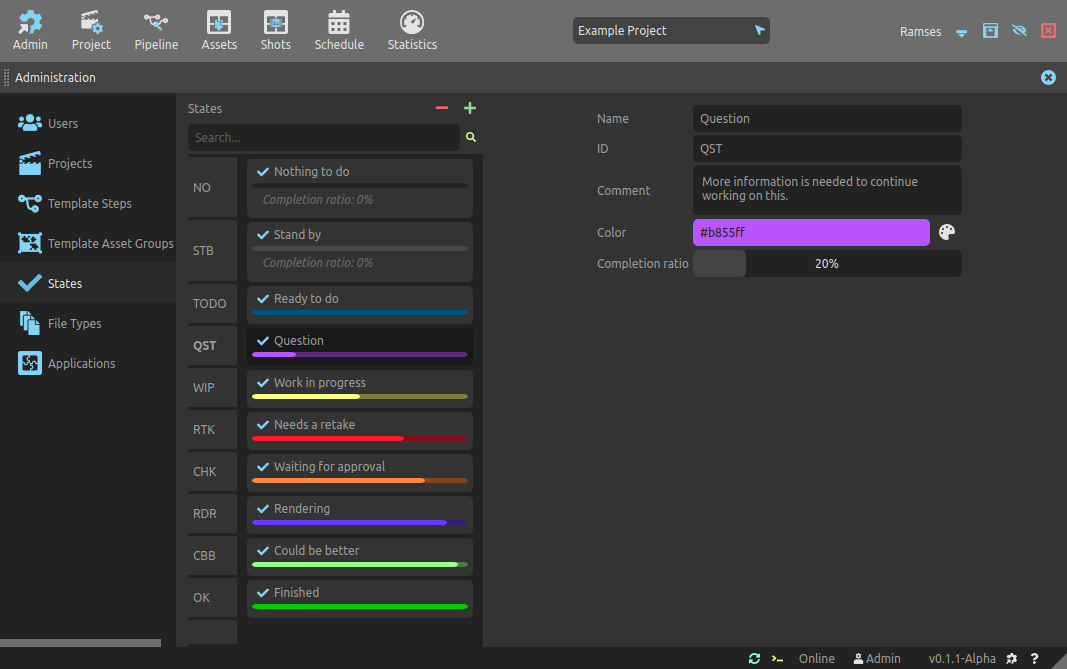 Admin
Project
Pipeline
Assets
Shots
Schedule
Statistics
Example Project
Ramses
Administration
Users
Projects
Template Steps
Template Asset Groups
States
File Types
Applications
States
Search...
NO
Nothing to do
Completion ratio: 0%
STB
Stand by
Completion ratio: 0%
TODO
Ready to do
QST
Question
WIP
Work in progress
RTK
Needs a retake
CHK
Waiting for approval
RDR
Rendering
CBB
Could be better
OK
Finished
Name
Question
ID
QST
Comment
More information is needed to continue
working on this.
Color
#b855ff
Completion ratio
20%
Online
Admin
v0.1.1-Alpha
?